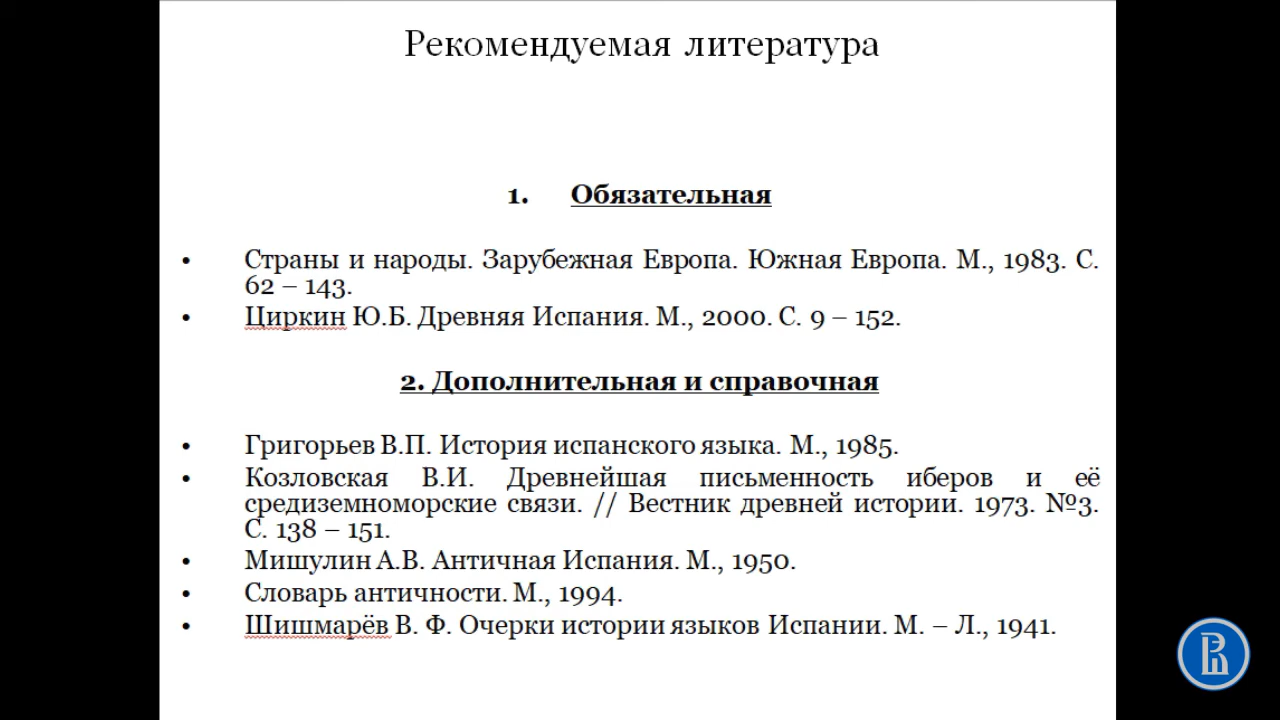 Рекомендуемая литература
1. Обязательная
• Страны и народы. Зарубежная Европа. Южная Европа. М., 1983. С.
62 – 143.
• Циркин Ю.Б. Древняя Испания. М., 2000. С. 9 – 152.
2. Дополнительная и справочная
• Григорьев В.П. История испанского языка. М., 1985.
• Козловская В.И. Древнейшая письменность иберов и её
средиземноморские связи. // Вестник древней истории. 1973. №3.
С. 138 – 151.
• Мишулин А.В. Античная Испания. М., 1950.
• Словарь античности. М., 1994.
• Шишмарёв В. Ф. Очерки истории языков Испании. М. – Л., 1941.